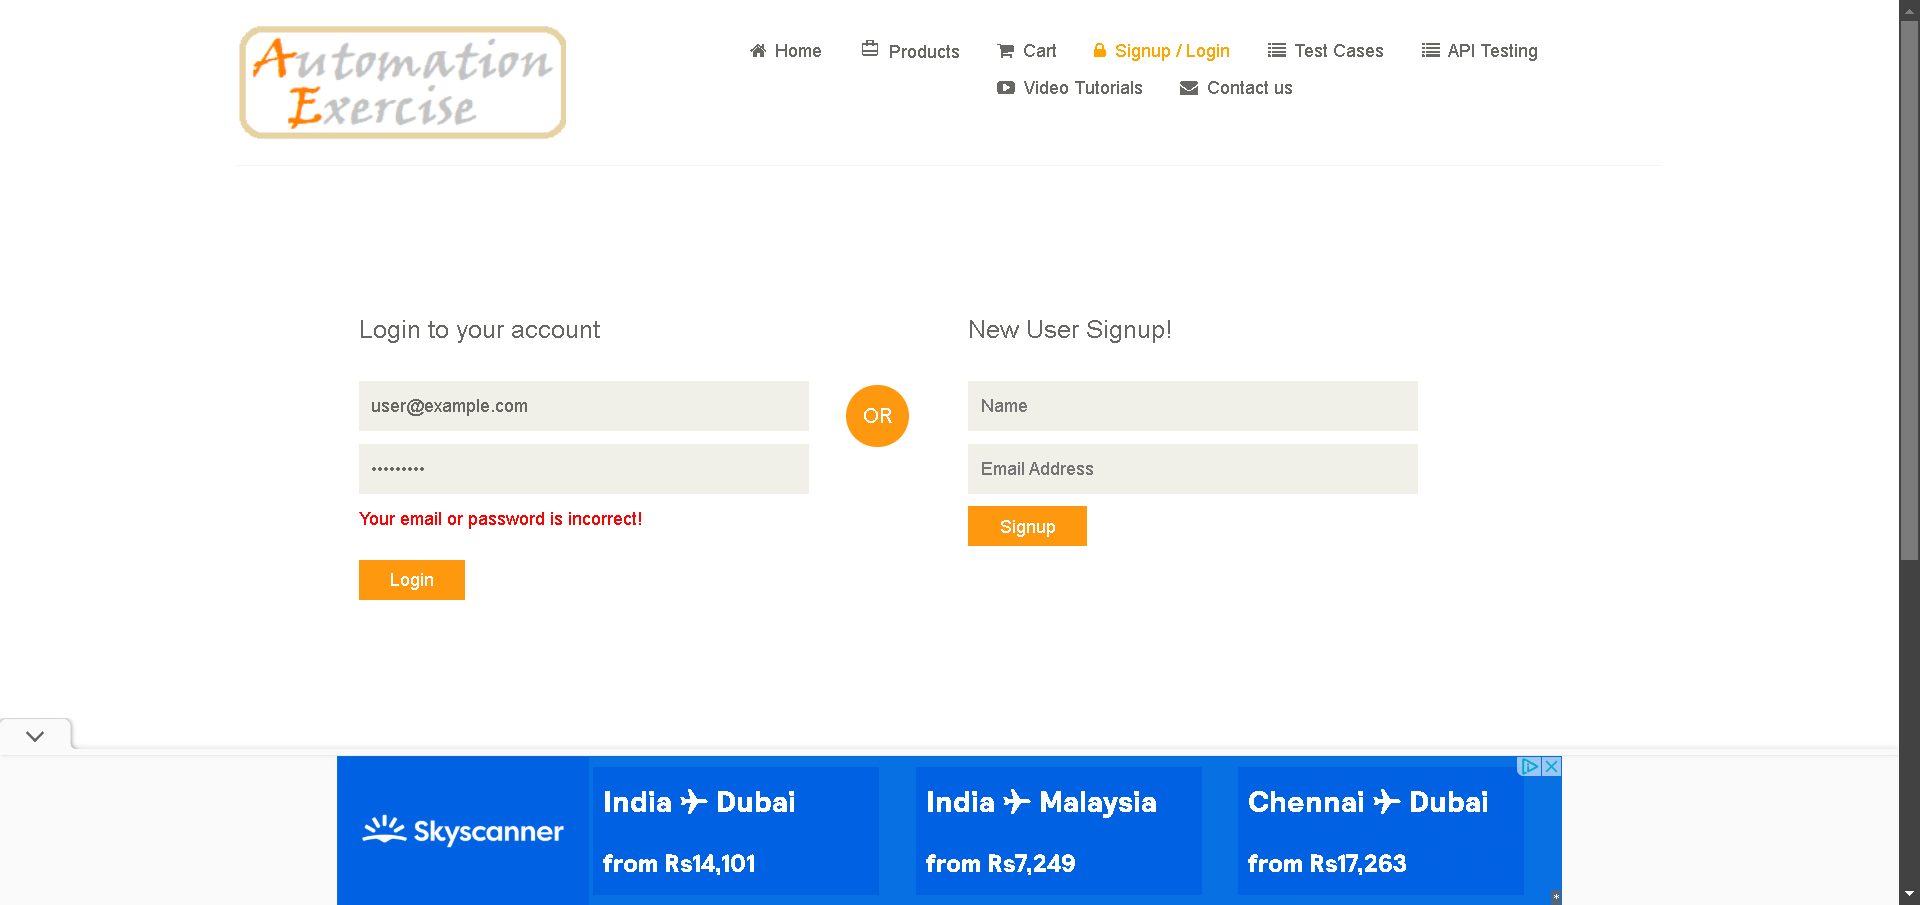 Automation
Exercise
Home
Products
Cart
Signup / Login
Test Cases
API Testing
Video Tutorials
Contact us
Login to your account
user@example.com
•••••••••
Your email or password is incorrect!
Login
OR
New User Signup!
Name
Email Address
Signup
Skyscanner
India ✈ Dubai
from Rs14,101
India ✈ Malaysia
from Rs7,249
Chennai ✈ Dubai
from Rs17,263